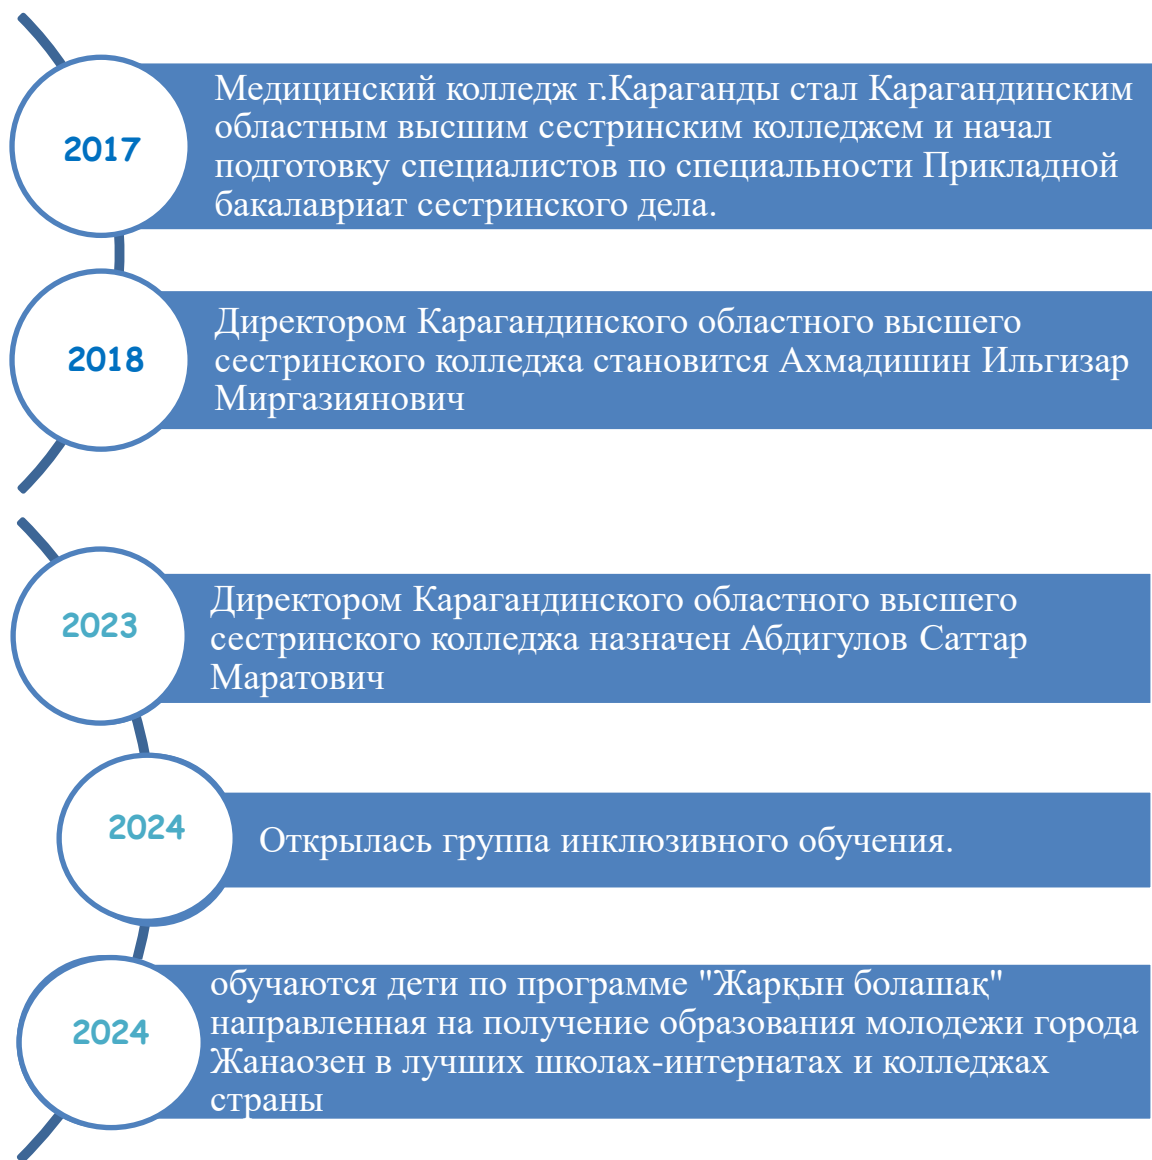 2017
Медицинский колледж г.Караганды стал Карагандинским
областным высшим сестринским колледжем и начал
подготовку специалистов по специальности Прикладной
бакалавриат сестринского дела.
2018
Директором Карагандинского областного высшего
сестринского колледжа становится Ахмадишин Ильгизар
Миргазиянович
2023
Директором Карагандинского областного высшего
сестринского колледжа назначен Абдигулов Саттар
Маратович
2024
Открылась группа инклюзивного обучения.
2024
обучаются дети по программе "Жарқын болашақ"
направленная на получение образования молодежи города
Жанаозен в лучших школах-интернатах и колледжах
страны